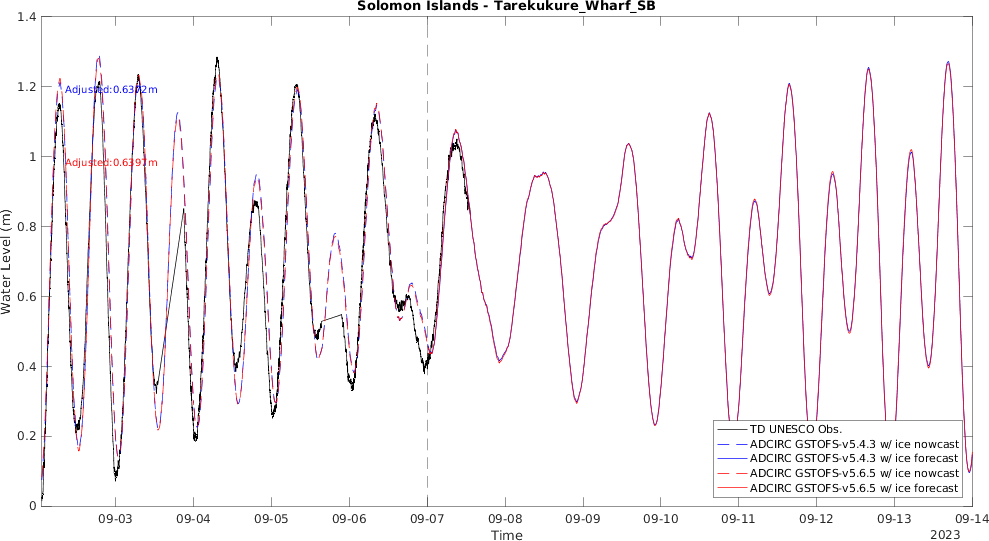 Solomon Islands - Tarekukure_Wharf_SB
1.4
1.2
1
0.8
0.6
0.4
0.2
0
Water Level (m)
Adjusted:0.6372m
Adjusted:0.6397m
TD UNESCO Obs.
ADCIRC GSTOFS-v5.4.3 w/ ice nowcast
ADCIRC GSTOFS-v5.4.3 w/ ice forecast
ADCIRC GSTOFS-v5.6.5 w/ ice nowcast
ADCIRC GSTOFS-v5.6.5 w/ ice forecast
09-03 09-04 09-05 09-06 09-07 09-08 09-09 09-10 09-11 09-12 09-13 09-14
Time
2023